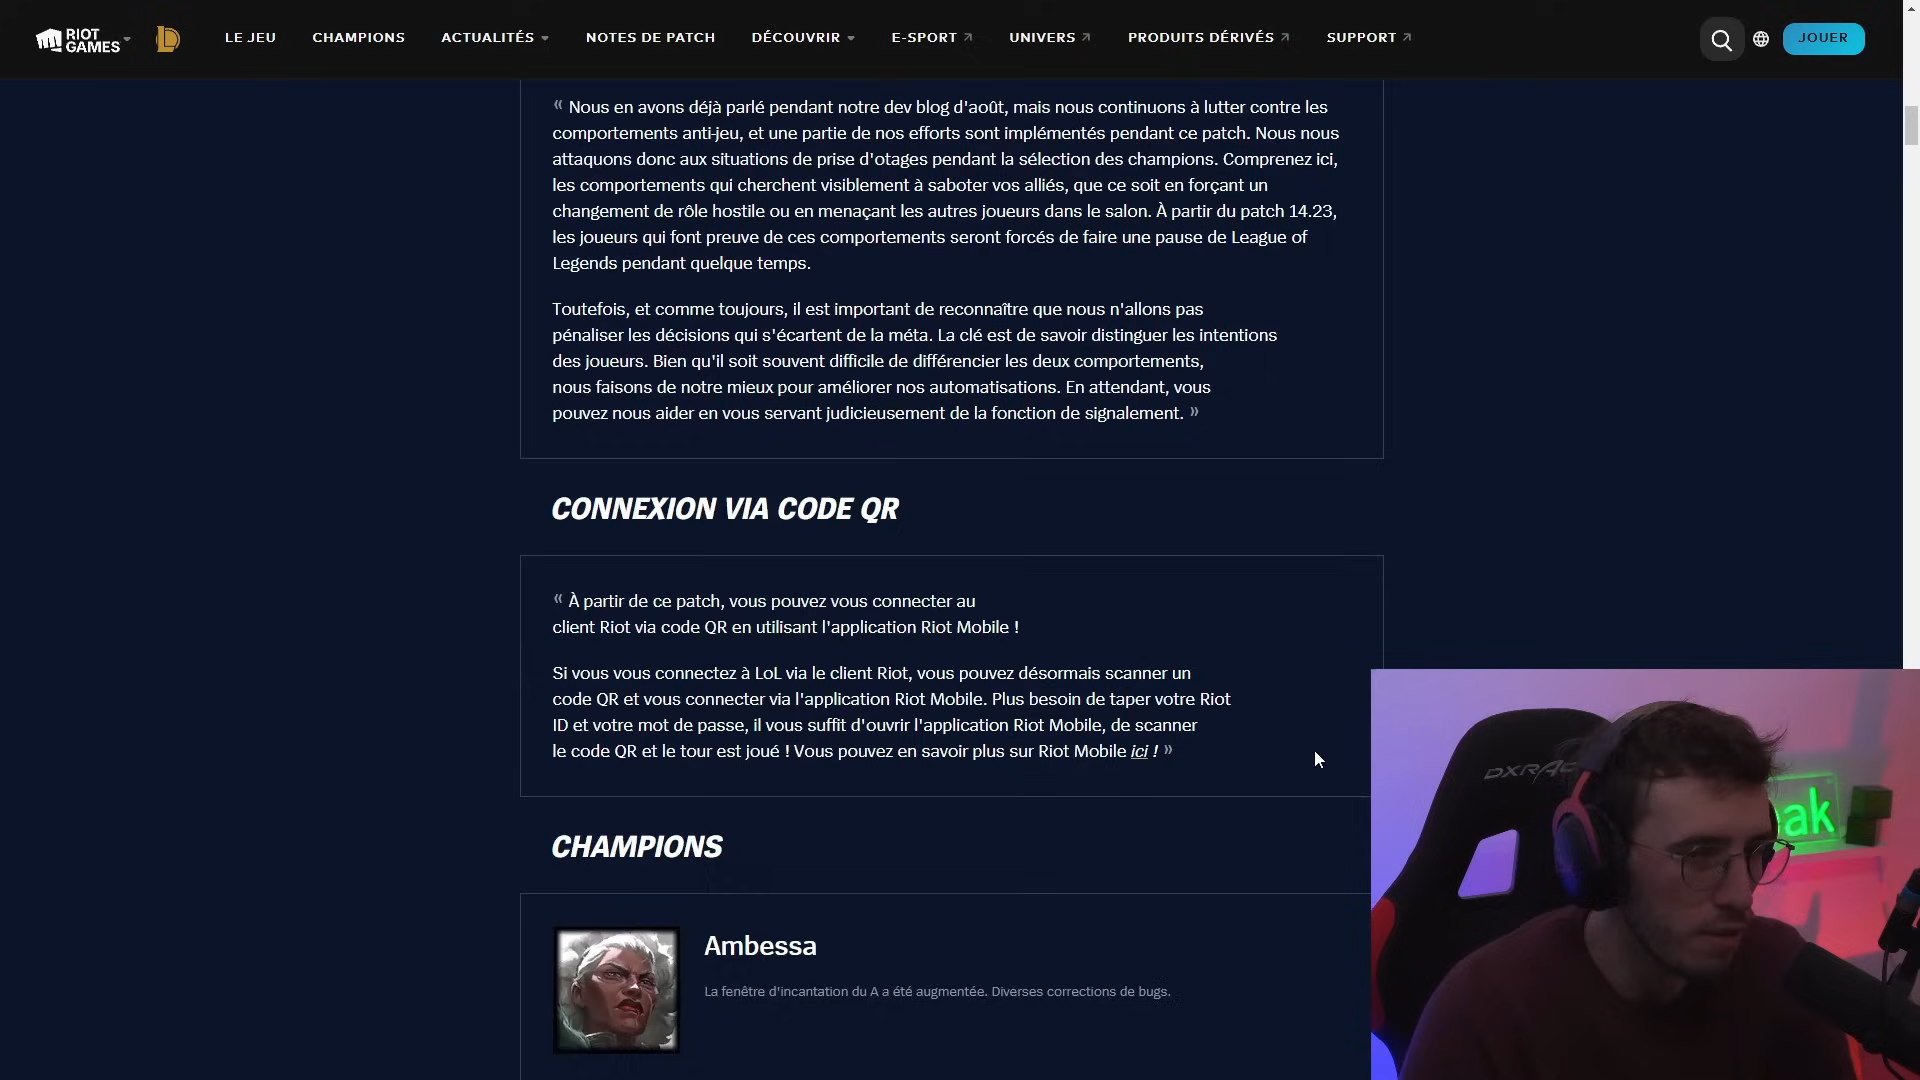 RIOT
GAMES
LE JEU
CHAMPIONS
ACTUALITÉS
NOTES DE PATCH
DÉCOUVRIR
E-SPORT
UNIVERS
PRODUITS DÉRIVÉS
SUPPORT
JOUER
« Nous en avons déjà parlé pendant notre dev blog d'août, mais nous continuons à lutter contre les
comportements anti-jeu, et une partie de nos efforts sont implémentés pendant ce patch. Nous nous
attaquons donc aux situations de prise d'otages pendant la sélection des champions. Comprenez ici,
les comportements qui cherchent visiblement à saboter vos alliés, que ce soit en forçant un
changement de rôle hostile ou en menaçant les autres joueurs dans le salon. À partir du patch 14.23,
les joueurs qui font preuve de ces comportements seront forcés de faire une pause de League of
Legends pendant quelque temps.
Toutefois, et comme toujours, il est important de reconnaître que nous n'allons pas
pénaliser les décisions qui s'écartent de la méta. La clé est de savoir distinguer les intentions
des joueurs. Bien qu'il soit souvent difficile de différencier les deux comportements,
nous faisons de notre mieux pour améliorer nos automatisations. En attendant, vous
pouvez nous aider en vous servant judicieusement de la fonction de signalement. »
CONNEXION VIA CODE QR
« À partir de ce patch, vous pouvez vous connecter au
client Riot via code QR en utilisant l'application Riot Mobile !
Si vous vous connectez à LoL via le client Riot, vous pouvez désormais scanner un
code QR et vous connecter via l'application Riot Mobile. Plus besoin de taper votre Riot
ID et votre mot de passe, il vous suffit d'ouvrir l'application Riot Mobile, de scanner
le code QR et le tour est joué ! Vous pouvez en savoir plus sur Riot Mobile ici ! »
CHAMPIONS
Ambessa
La fenêtre d'incantation du A a été augmentée. Diverses corrections de bugs.